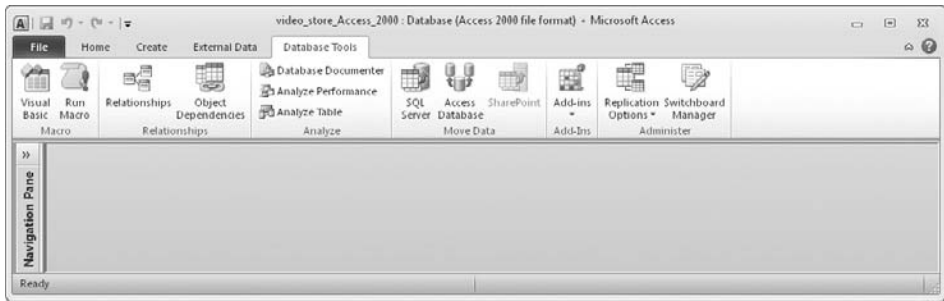 A
video_store_Access_2000 : Database (Access 2000 file format) - Microsoft Access
File Home Create External Data Database Tools
Visual Basic
Run Macro
Macro
Relationships
Object Dependencies
Relationships
Database Documenter
Analyze Performance
Analyze Table
Analyze
SQL Server
Access Database
SharePoint
Move Data
Add-ins
Add-Ins
Replication Options
Switchboard Manager
Administer
Navigation Pane
Ready